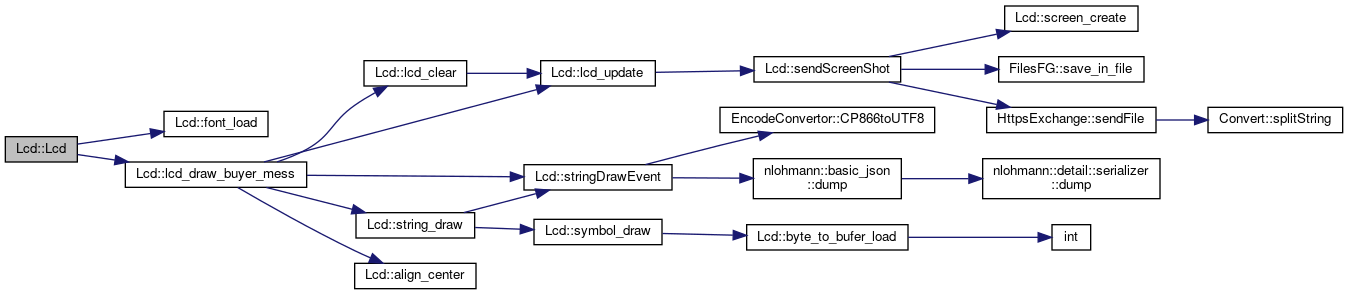 Lcd::Lcd
Lcd::font_load
Lcd::lcd_draw_buyer_mess
Lcd::lcd_clear
Lcd::lcd_update
Lcd::sendScreenShot
Lcd::screen_create
FilesFG::save_in_file
HttpsExchange::sendFile
Convert::splitString
Lcd::stringDrawEvent
EncodeConvertor::CP866toUTF8
nlohmann::basic_json
::dump
nlohmann::detail::serializer
::dump
Lcd::string_draw
Lcd::symbol_draw
Lcd::byte_to_bufer_load
int
Lcd::align_center